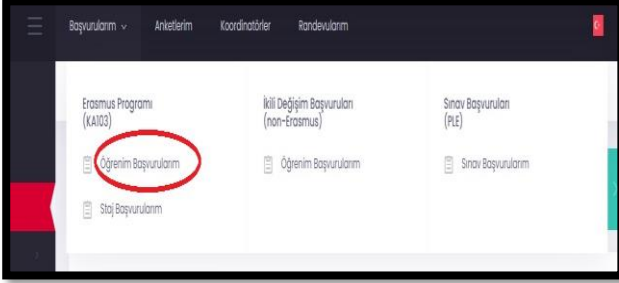 Başvurularım Anketlerim Koordinatörler Randevularım
Erasmus Programı
(KA103)
Öğrenim Başvurularım
Staj Başvurularım
İkili Değişim Başvuruları
(non-Erasmus)
Öğrenim Başvurularım
Sınav Başvuruları
(PLE)
Sınav Başvurularım